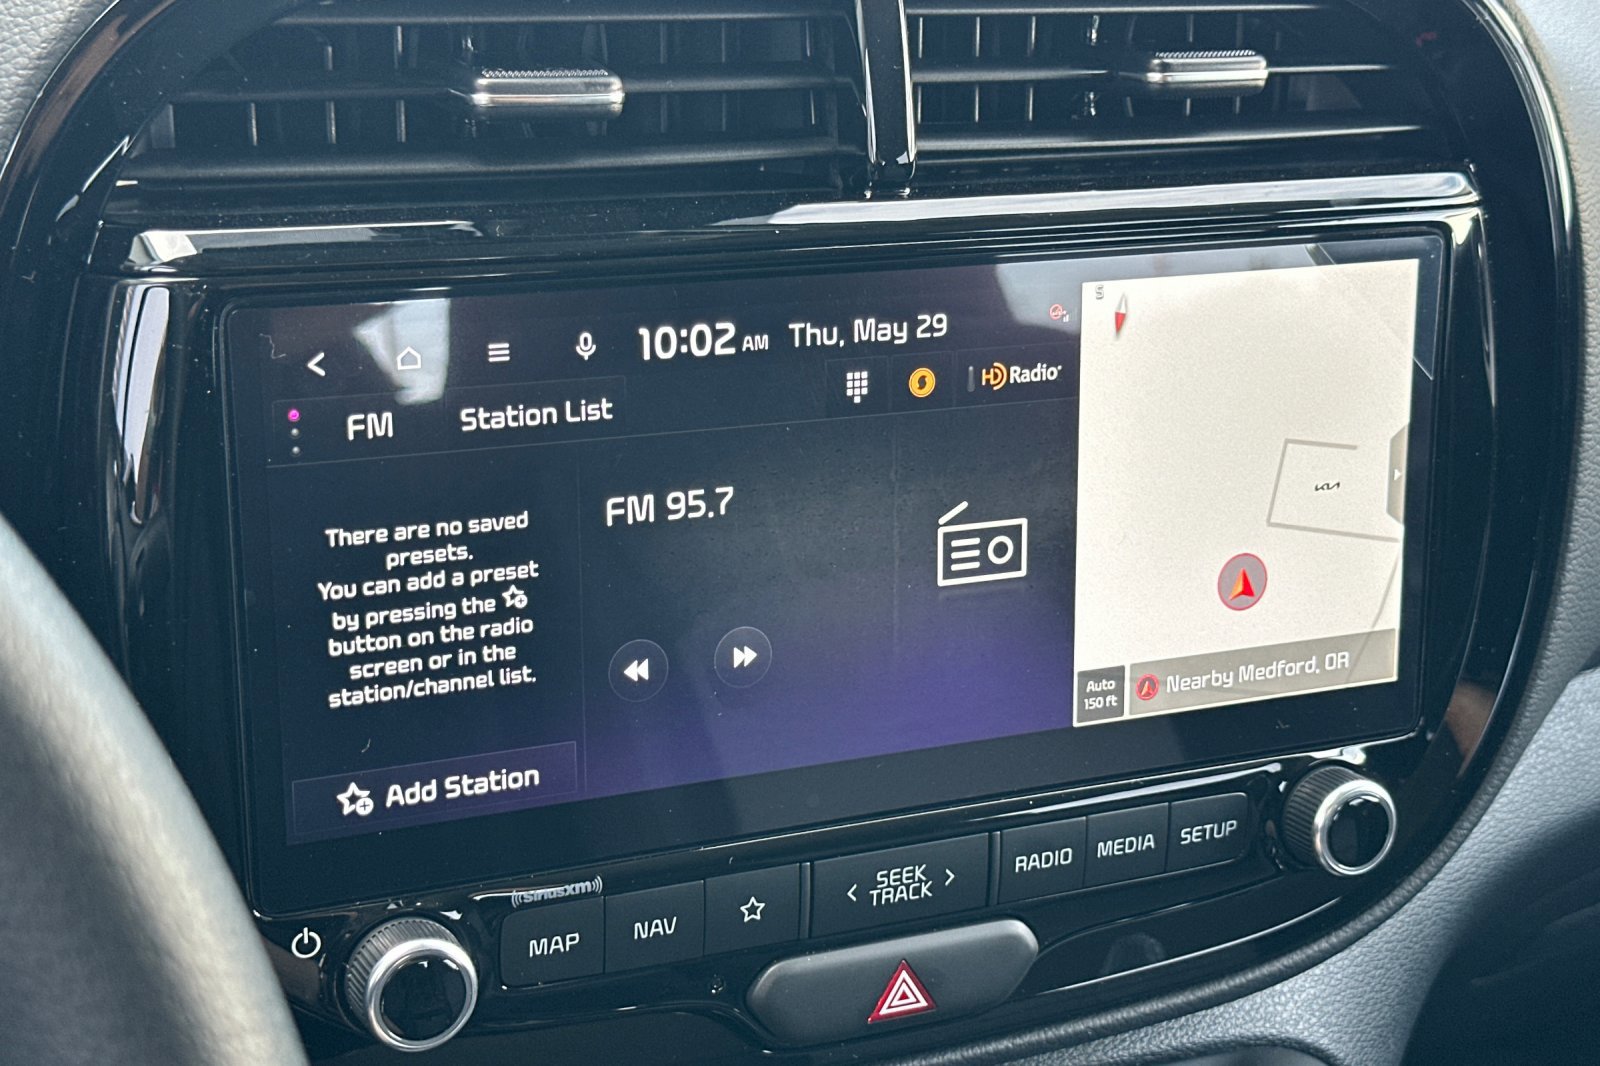 10:02 AM Thu, May 29
S
FM
Station List
HD Radio
There are no saved
presets.
You can add a preset
by pressing the
button on the radio
screen or in the
station/channel list.
FM 95.7
KIA
Auto
150 ft
Nearby Medford, OR
Add Station
((SiriusXM))
MAP
NAV
SEEK
TRACK
RADIO
MEDIA
SETUP